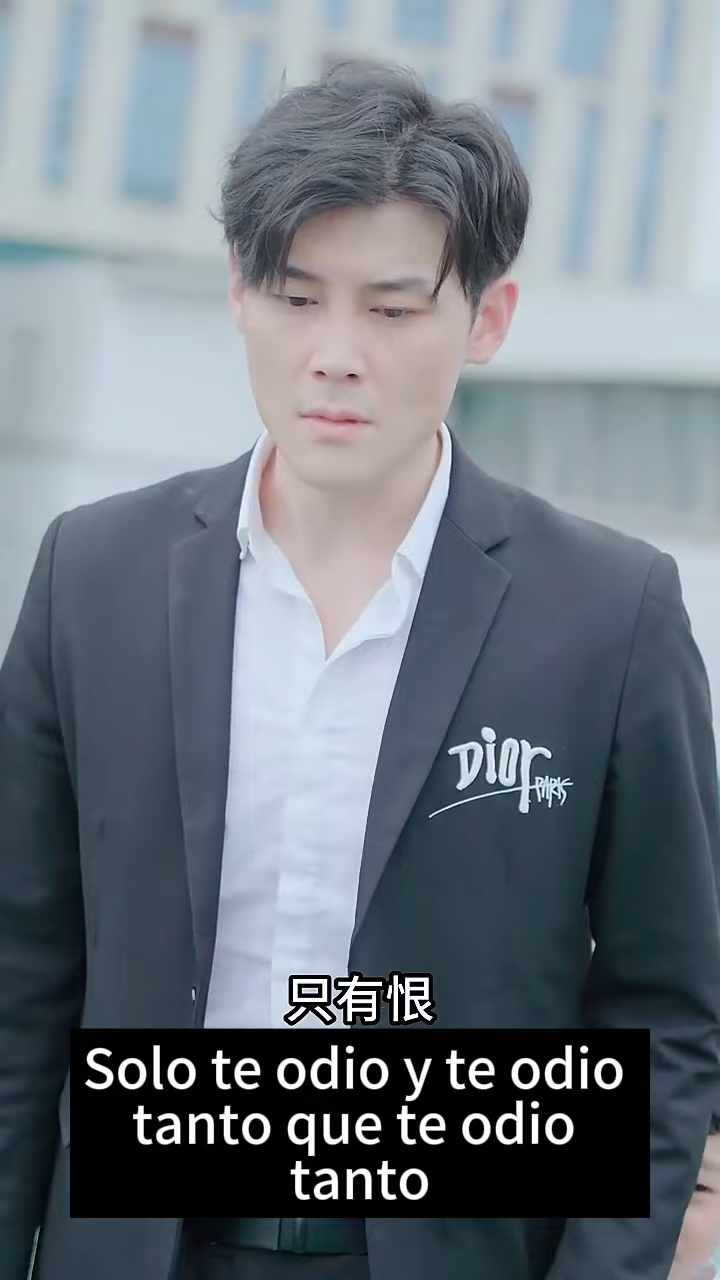 Dior
PARIS
只有恨
Solo te odio y te odio
tanto que te odio
tanto